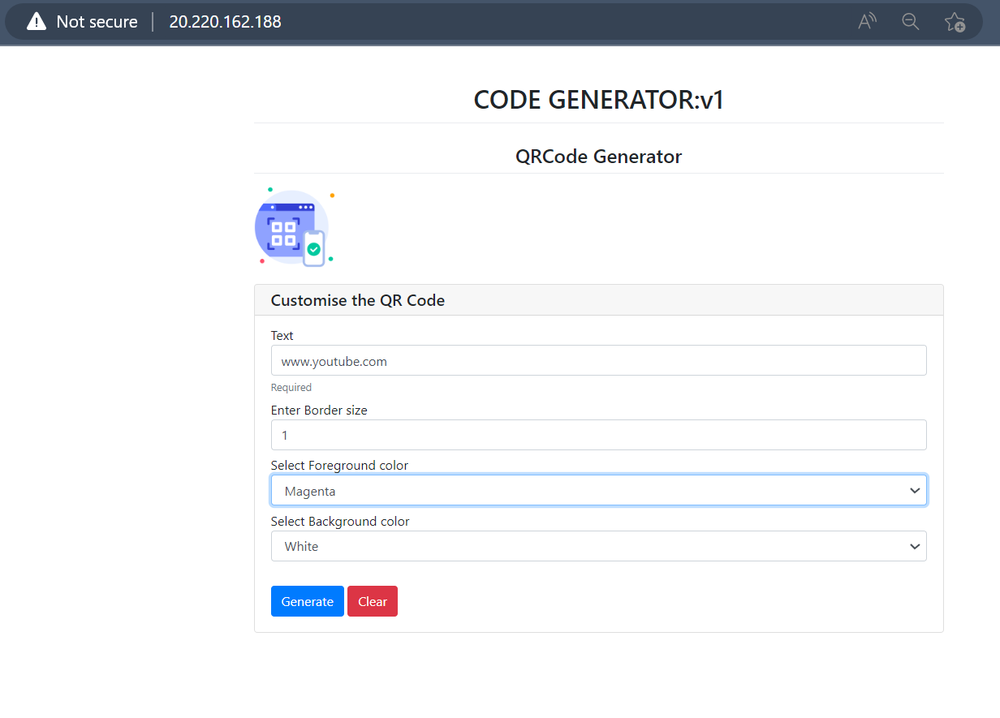 Not secure | 20.220.162.188
CODE GENERATOR:v1
QRCode Generator
Customise the QR Code
Text
www.youtube.com
Required
Enter Border size
1
Select Foreground color
Magenta
Select Background color
White
Generate Clear